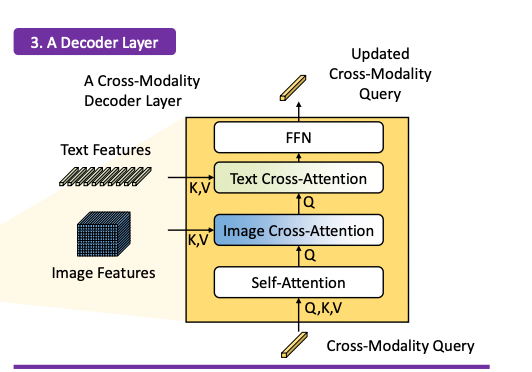 3. A Decoder Layer
Updated
Cross-Modality
Query
A Cross-Modality
Decoder Layer
FFN
Text Features
Text Cross-Attention
K,V
Q
Image Cross-Attention
K,V
Q
Image Features
Self-Attention
Q,K,V
Cross-Modality Query